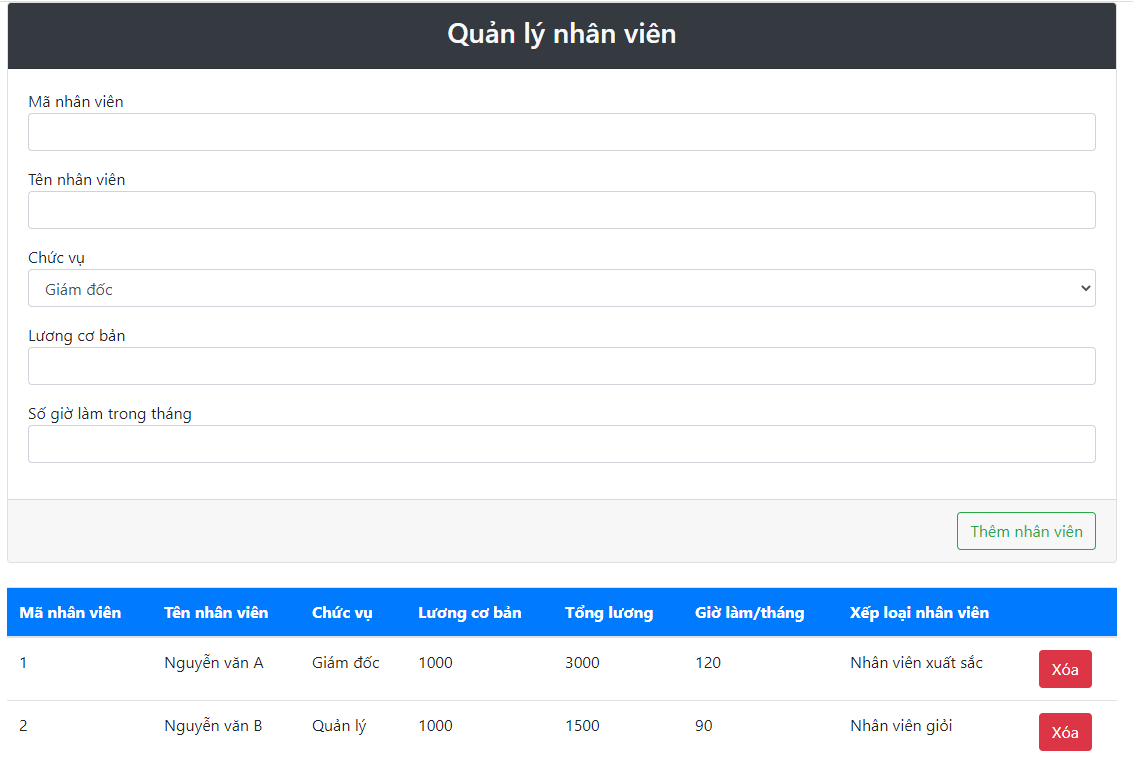 Quản lý nhân viên
Mã nhân viên
Tên nhân viên
Chức vụ
Giám đốc
Lương cơ bản
Số giờ làm trong tháng
Thêm nhân viên
Mã nhân viên Tên nhân viên Chức vụ Lương cơ bản Tổng lương Giờ làm/tháng Xếp loại nhân viên
1 Nguyễn văn A Giám đốc 1000 3000 120 Nhân viên xuất sắc Xóa
2 Nguyễn văn B Quản lý 1000 1500 90 Nhân viên giỏi Xóa